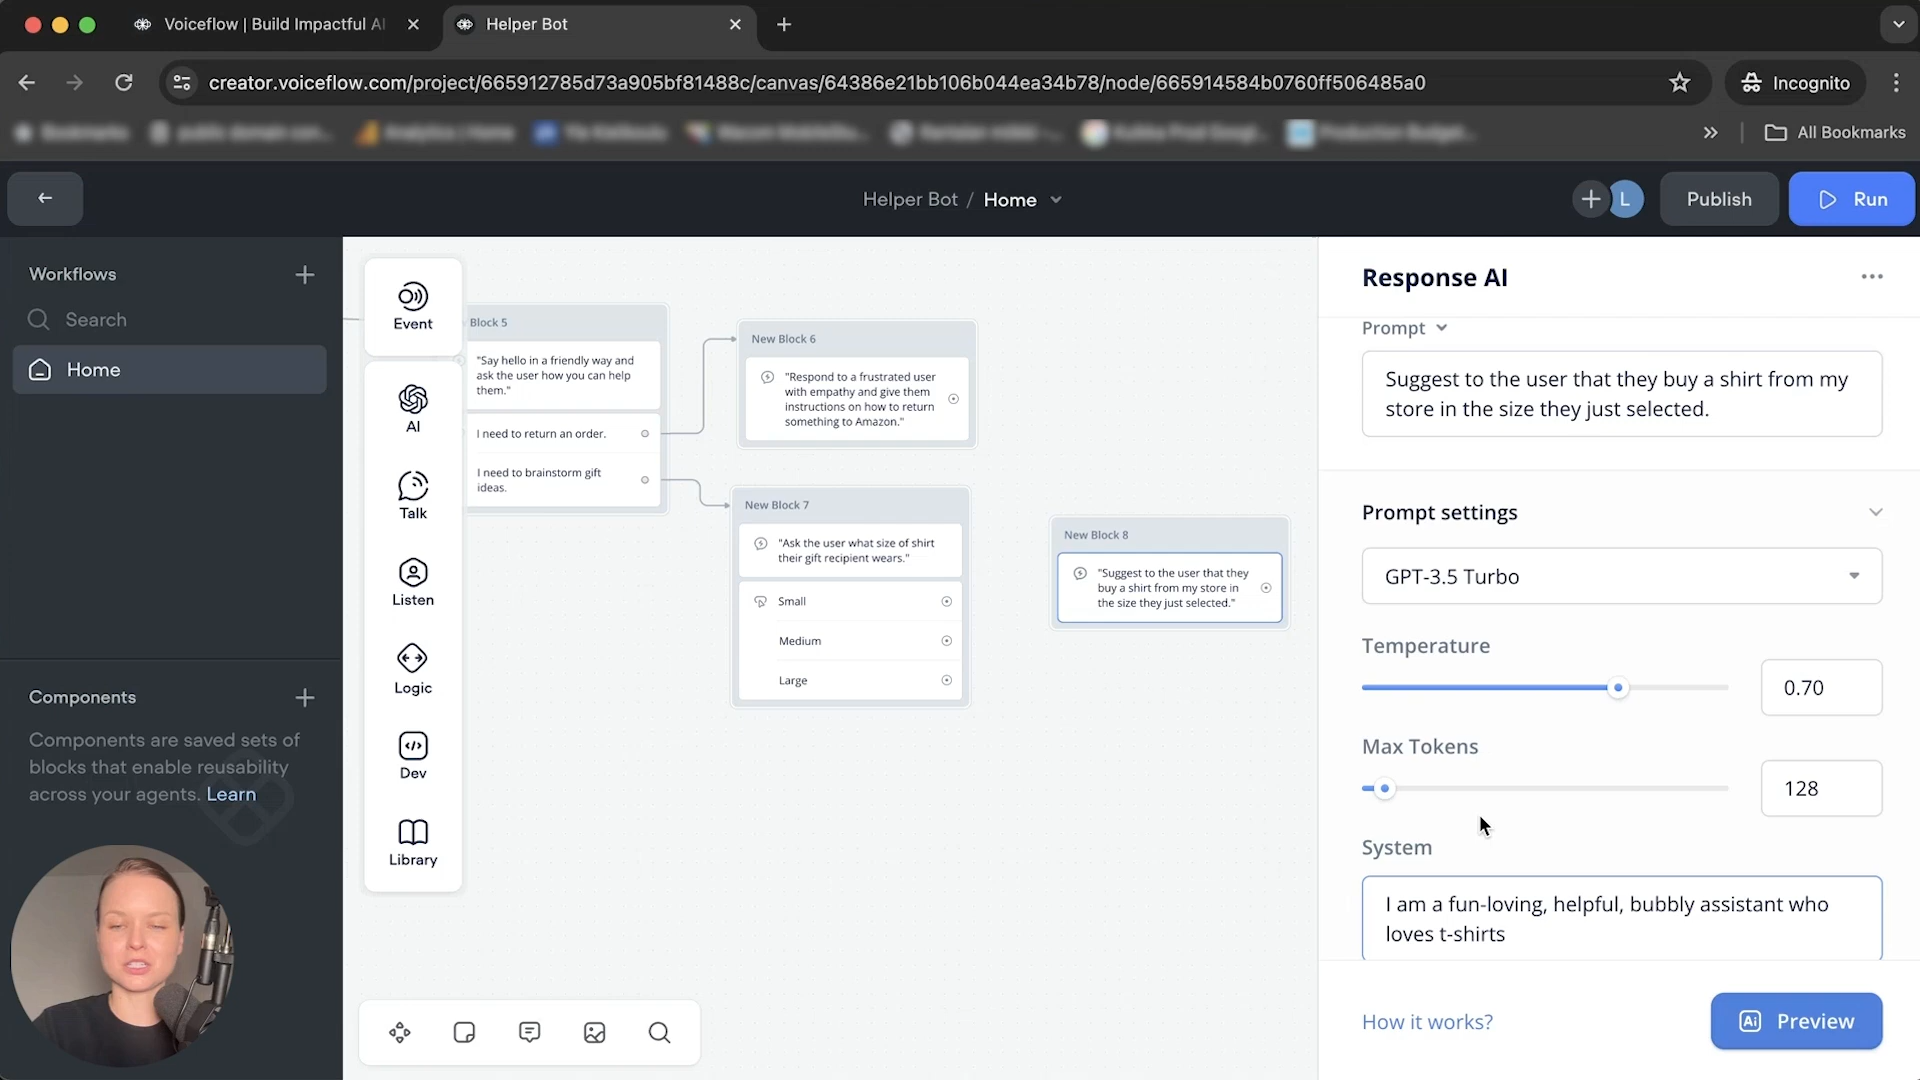 Voiceflow | Build Impactful AI
Helper Bot
creator.voiceflow.com/project/665912785d73a905bf81488c/canvas/64386e21bb106b044ea34b78/node/665914584b0760ff506485a0
Incognito
Bookmarks
Analytics | Home
All Bookmarks
Helper Bot / Home
L
Publish
Run
Workflows
Search
Home
Components
Components are saved sets of
blocks that enable reusability
across your agents. Learn
Event
AI
Talk
Listen
Logic
Dev
Library
Block 5
"Say hello in a friendly way and
ask the user how you can help
them."
I need to return an order.
I need to brainstorm gift
ideas.
New Block 6
"Respond to a frustrated user
with empathy and give them
instructions on how to return
something to Amazon."
New Block 7
"Ask the user what size of shirt
their gift recipient wears."
Small
Medium
Large
New Block 8
"Suggest to the user that they
buy a shirt from my store in
the size they just selected."
Response AI
Prompt
Suggest to the user that they buy a shirt from my
store in the size they just selected.
Prompt settings
GPT-3.5 Turbo
Temperature
0.70
Max Tokens
128
System
I am a fun-loving, helpful, bubbly assistant who
loves t-shirts
How it works?
Ai Preview